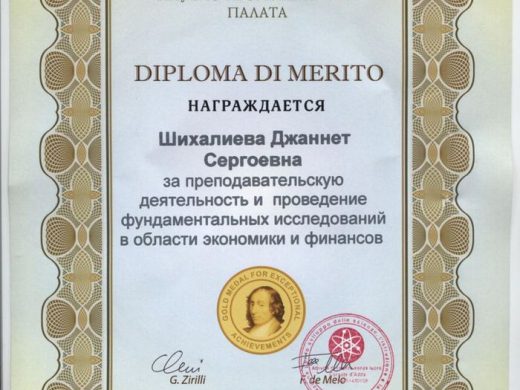 ПАЛАТА
DIPLOMA DI MERITO
НАГРАЖДАЕТСЯ
Шихалиева Джаннет
Сергоевна
за преподавательскую
деятельность и проведение
фундаментальных исследований
в области экономики и финансов
GOLD MEDAL FOR EXCEPTIONAL
ACHIEVEMENTS
G. Zirilli
F. de Melo